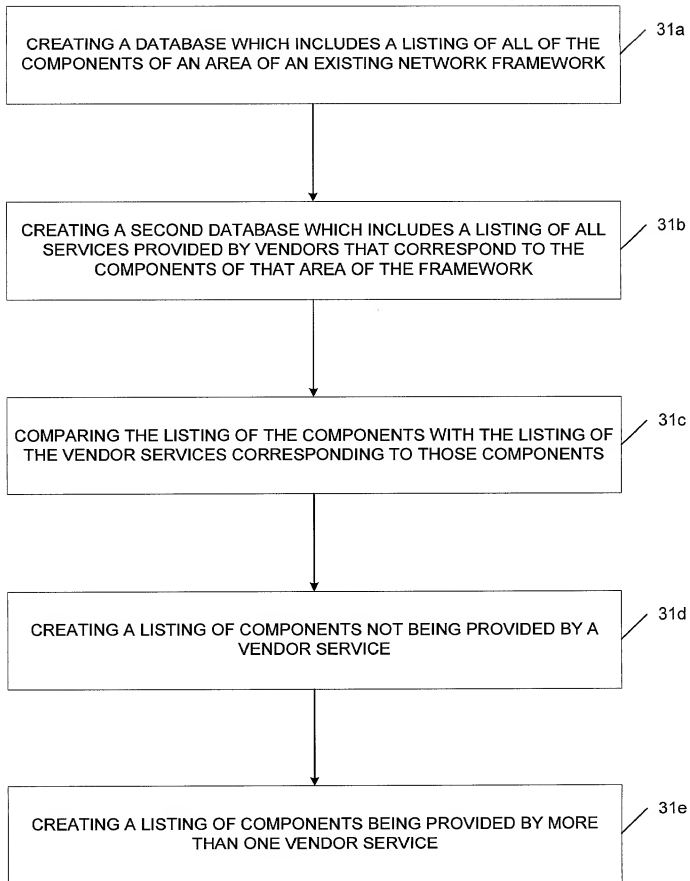 CREATING A DATABASE WHICH INCLUDES A LISTING OF ALL OF THE
COMPONENTS OF AN AREA OF AN EXISTING NETWORK FRAMEWORK
31a
CREATING A SECOND DATABASE WHICH INCLUDES A LISTING OF ALL
SERVICES PROVIDED BY VENDORS THAT CORRESPOND TO THE
COMPONENTS OF THAT AREA OF THE FRAMEWORK
31b
COMPARING THE LISTING OF THE COMPONENTS WITH THE LISTING OF
THE VENDOR SERVICES CORRESPONDING TO THOSE COMPONENTS
31c
CREATING A LISTING OF COMPONENTS NOT BEING PROVIDED BY A
VENDOR SERVICE
31d
CREATING A LISTING OF COMPONENTS BEING PROVIDED BY MORE
THAN ONE VENDOR SERVICE
31e